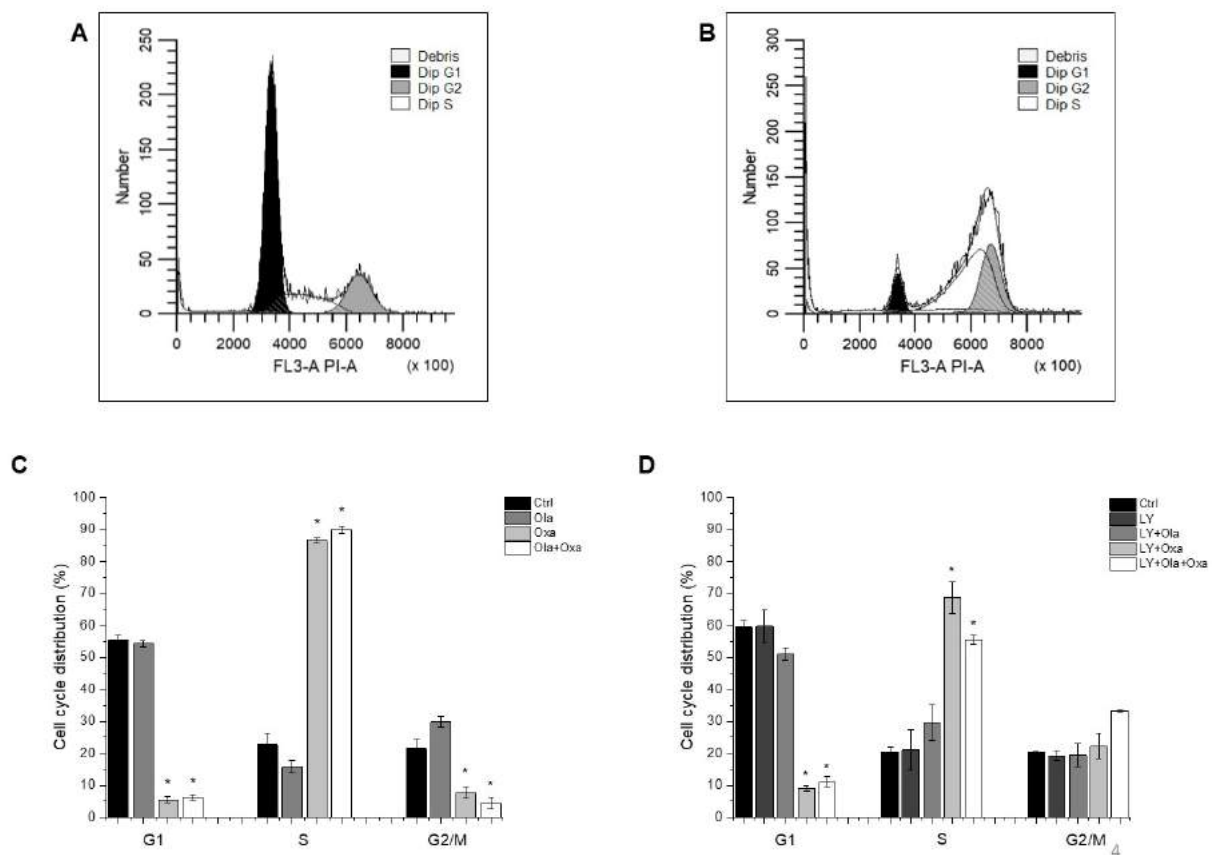 A
250
200
150
100
50
0
Number
Debris
Dip G1
Dip G2
Dip S
0 2000 4000 6000 8000
FL3-A PI-A (x 100)
B
300
250
200
150
100
50
0
Number
Debris
Dip G1
Dip G2
Dip S
0 2000 4000 6000 8000
FL3-A PI-A (x 100)
C
100
90
80
70
60
50
40
30
20
10
0
Cell cycle distribution (%)
Ctrl
Ola
Oxa
Ola+Oxa
* *
* *
* *
G1 S G2/M
D
100
90
80
70
60
50
40
30
20
10
0
Cell cycle distribution (%)
Ctrl
LY
LY+Ola
LY+Oxa
LY+Ola+Oxa
* *
* *
G1 S G2/M
4